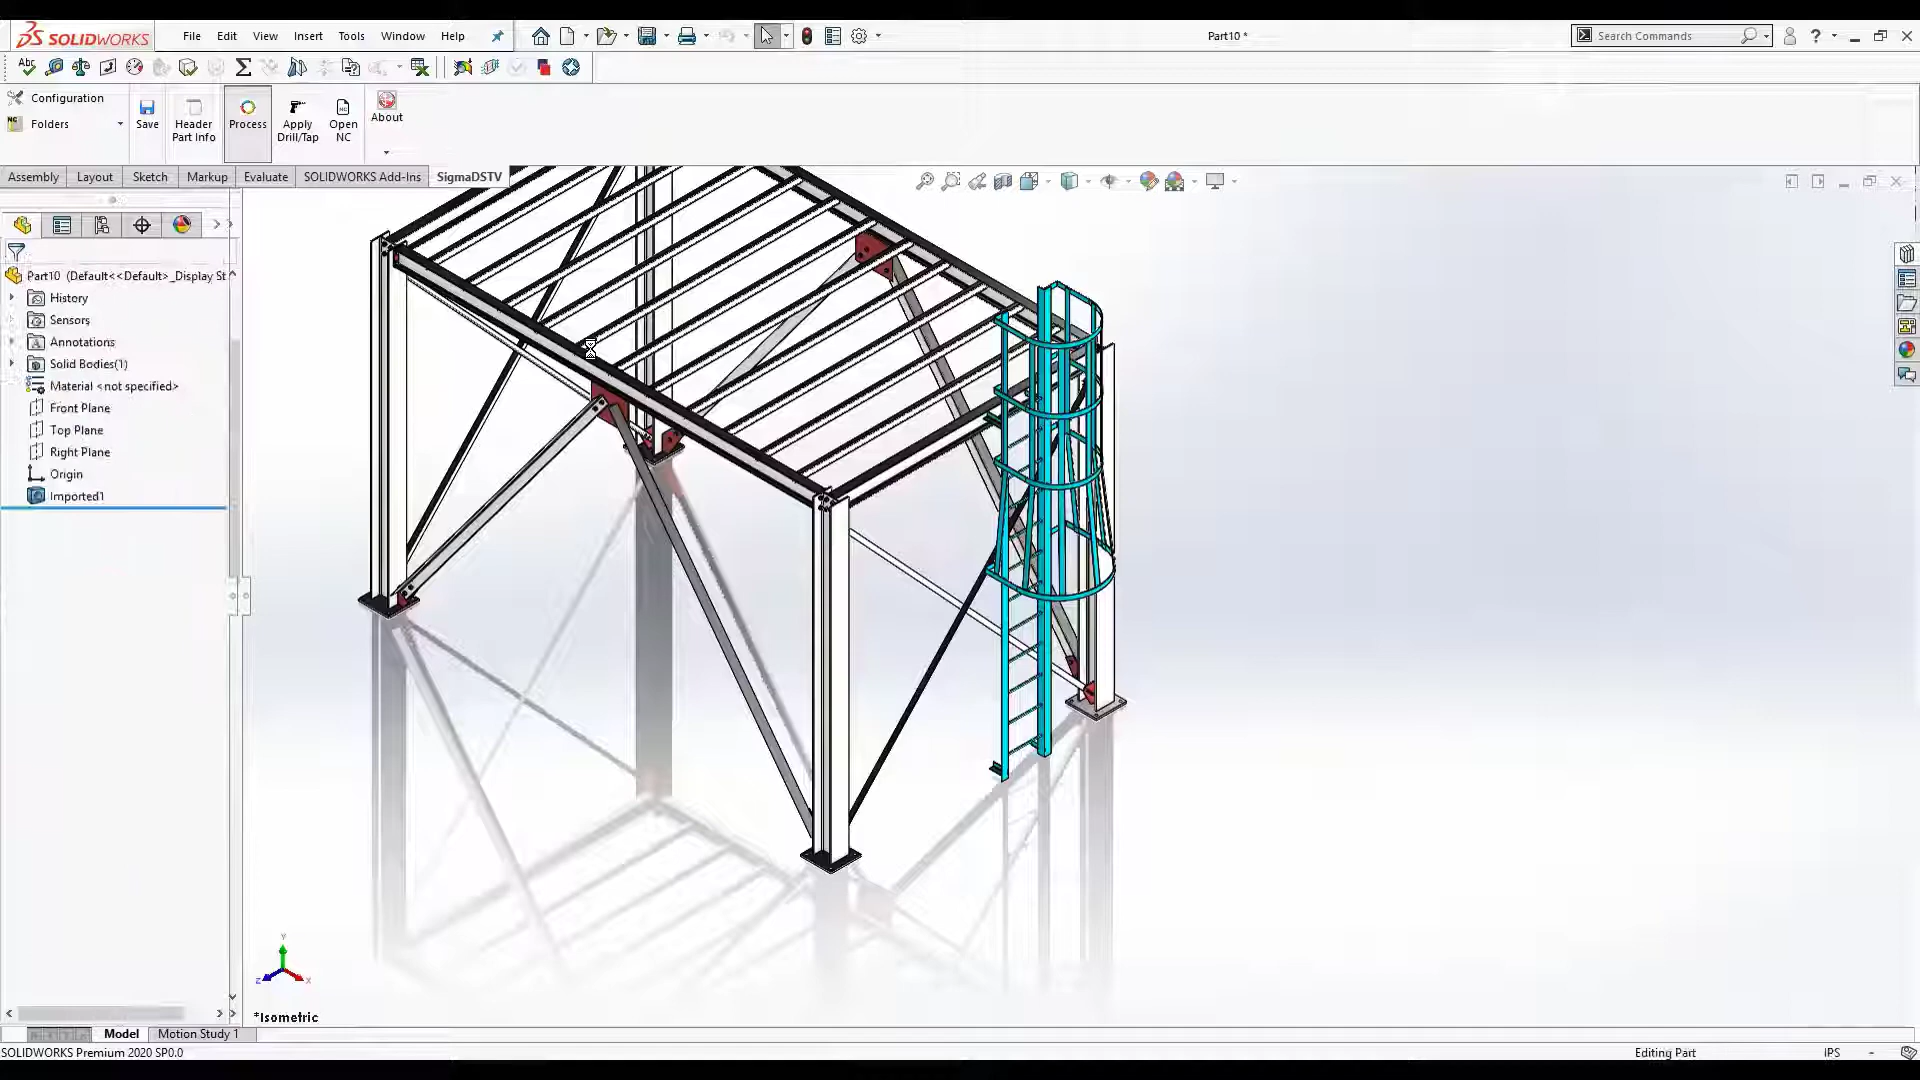 SOLIDWORKS File Edit View Insert Tools Window Help Part10 * Search Commands ?
Abc
Configuration
Folders
Save
Header Part Info
Process
Apply Drill/Tap
Open NC
About
Assembly Layout Sketch Markup Evaluate SOLIDWORKS Add-Ins SigmaDSTV
Part10 (Default<<Default>_Display St
History
Sensors
Annotations
Solid Bodies(1)
Material <not specified>
Front Plane
Top Plane
Right Plane
Origin
Imported1
Y
Z X
*Isometric
Model Motion Study 1
SOLIDWORKS Premium 2020 SP0.0 Editing Part IPS -